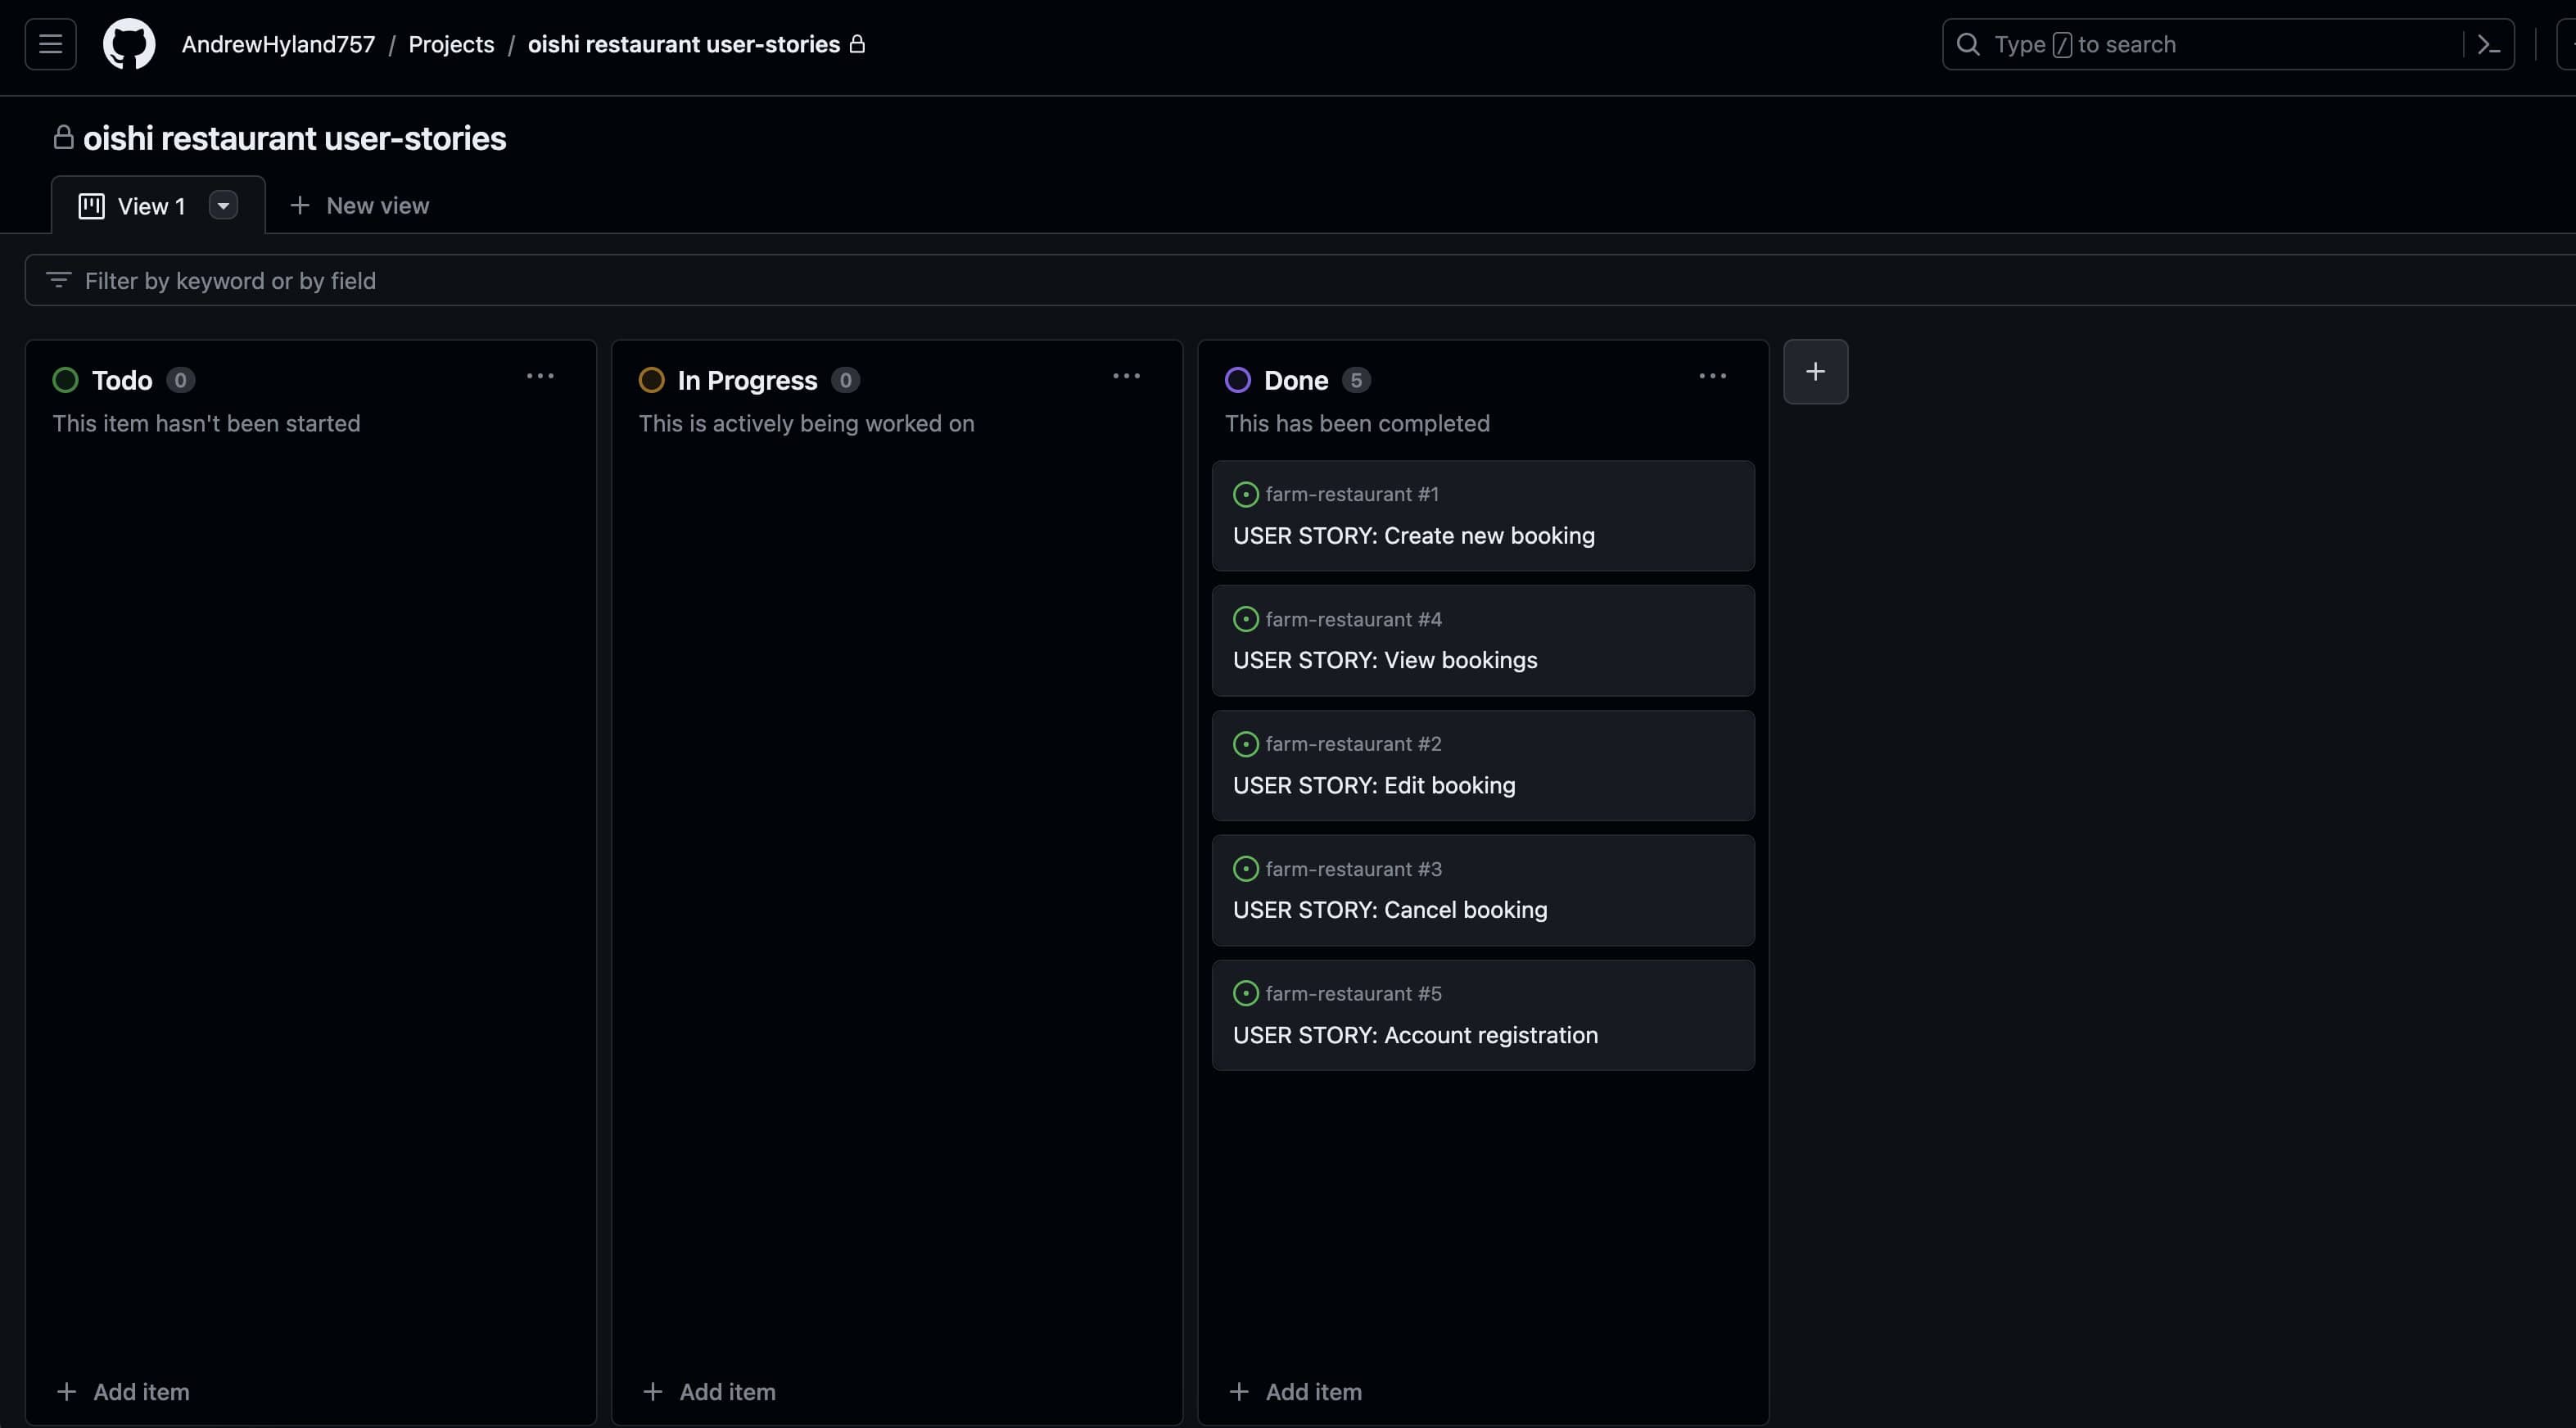 AndrewHyland757 / Projects / oishi restaurant user-stories
Type / to search
oishi restaurant user-stories
View 1
New view
Filter by keyword or by field
Todo 0
This item hasn't been started
Add item
In Progress 0
This is actively being worked on
Add item
Done 5
This has been completed
farm-restaurant #1
USER STORY: Create new booking
farm-restaurant #4
USER STORY: View bookings
farm-restaurant #2
USER STORY: Edit booking
farm-restaurant #3
USER STORY: Cancel booking
farm-restaurant #5
USER STORY: Account registration
Add item